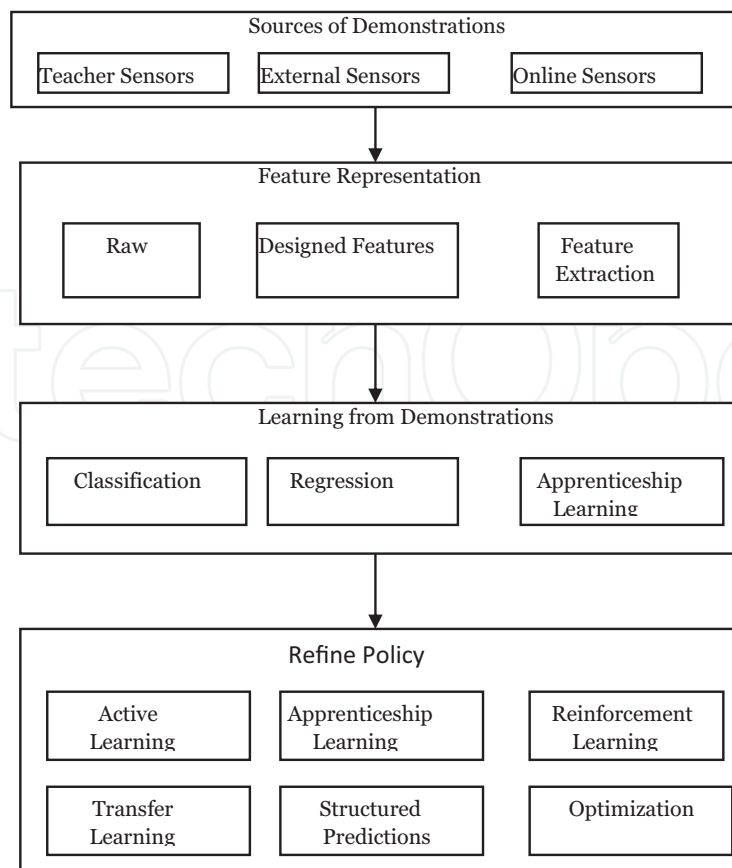 Sources of Demonstrations
Teacher Sensors
External Sensors
Online Sensors
Feature Representation
Raw
Designed Features
Feature
Extraction
Learning from Demonstrations
Classification
Regression
Apprenticeship
Learning
Refine Policy
Active
Learning
Apprenticeship
Learning
Reinforcement
Learning
Transfer
Learning
Structured
Predictions
Optimization